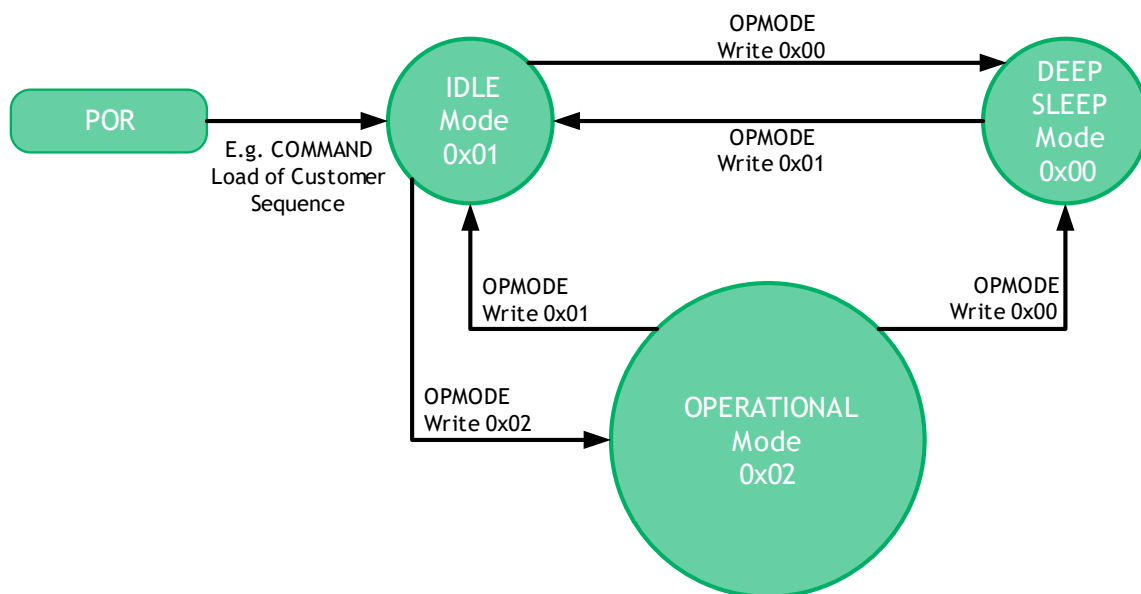 OPMODE
Write 0x00
POR
IDLE
Mode
0x01
DEEP
SLEEP
Mode
0x00
E.g. COMMAND
Load of Customer
Sequence
OPMODE
Write 0x01
OPMODE
Write 0x01
OPMODE
Write 0x00
OPMODE
Write 0x02
OPERATIONAL
Mode
0x02